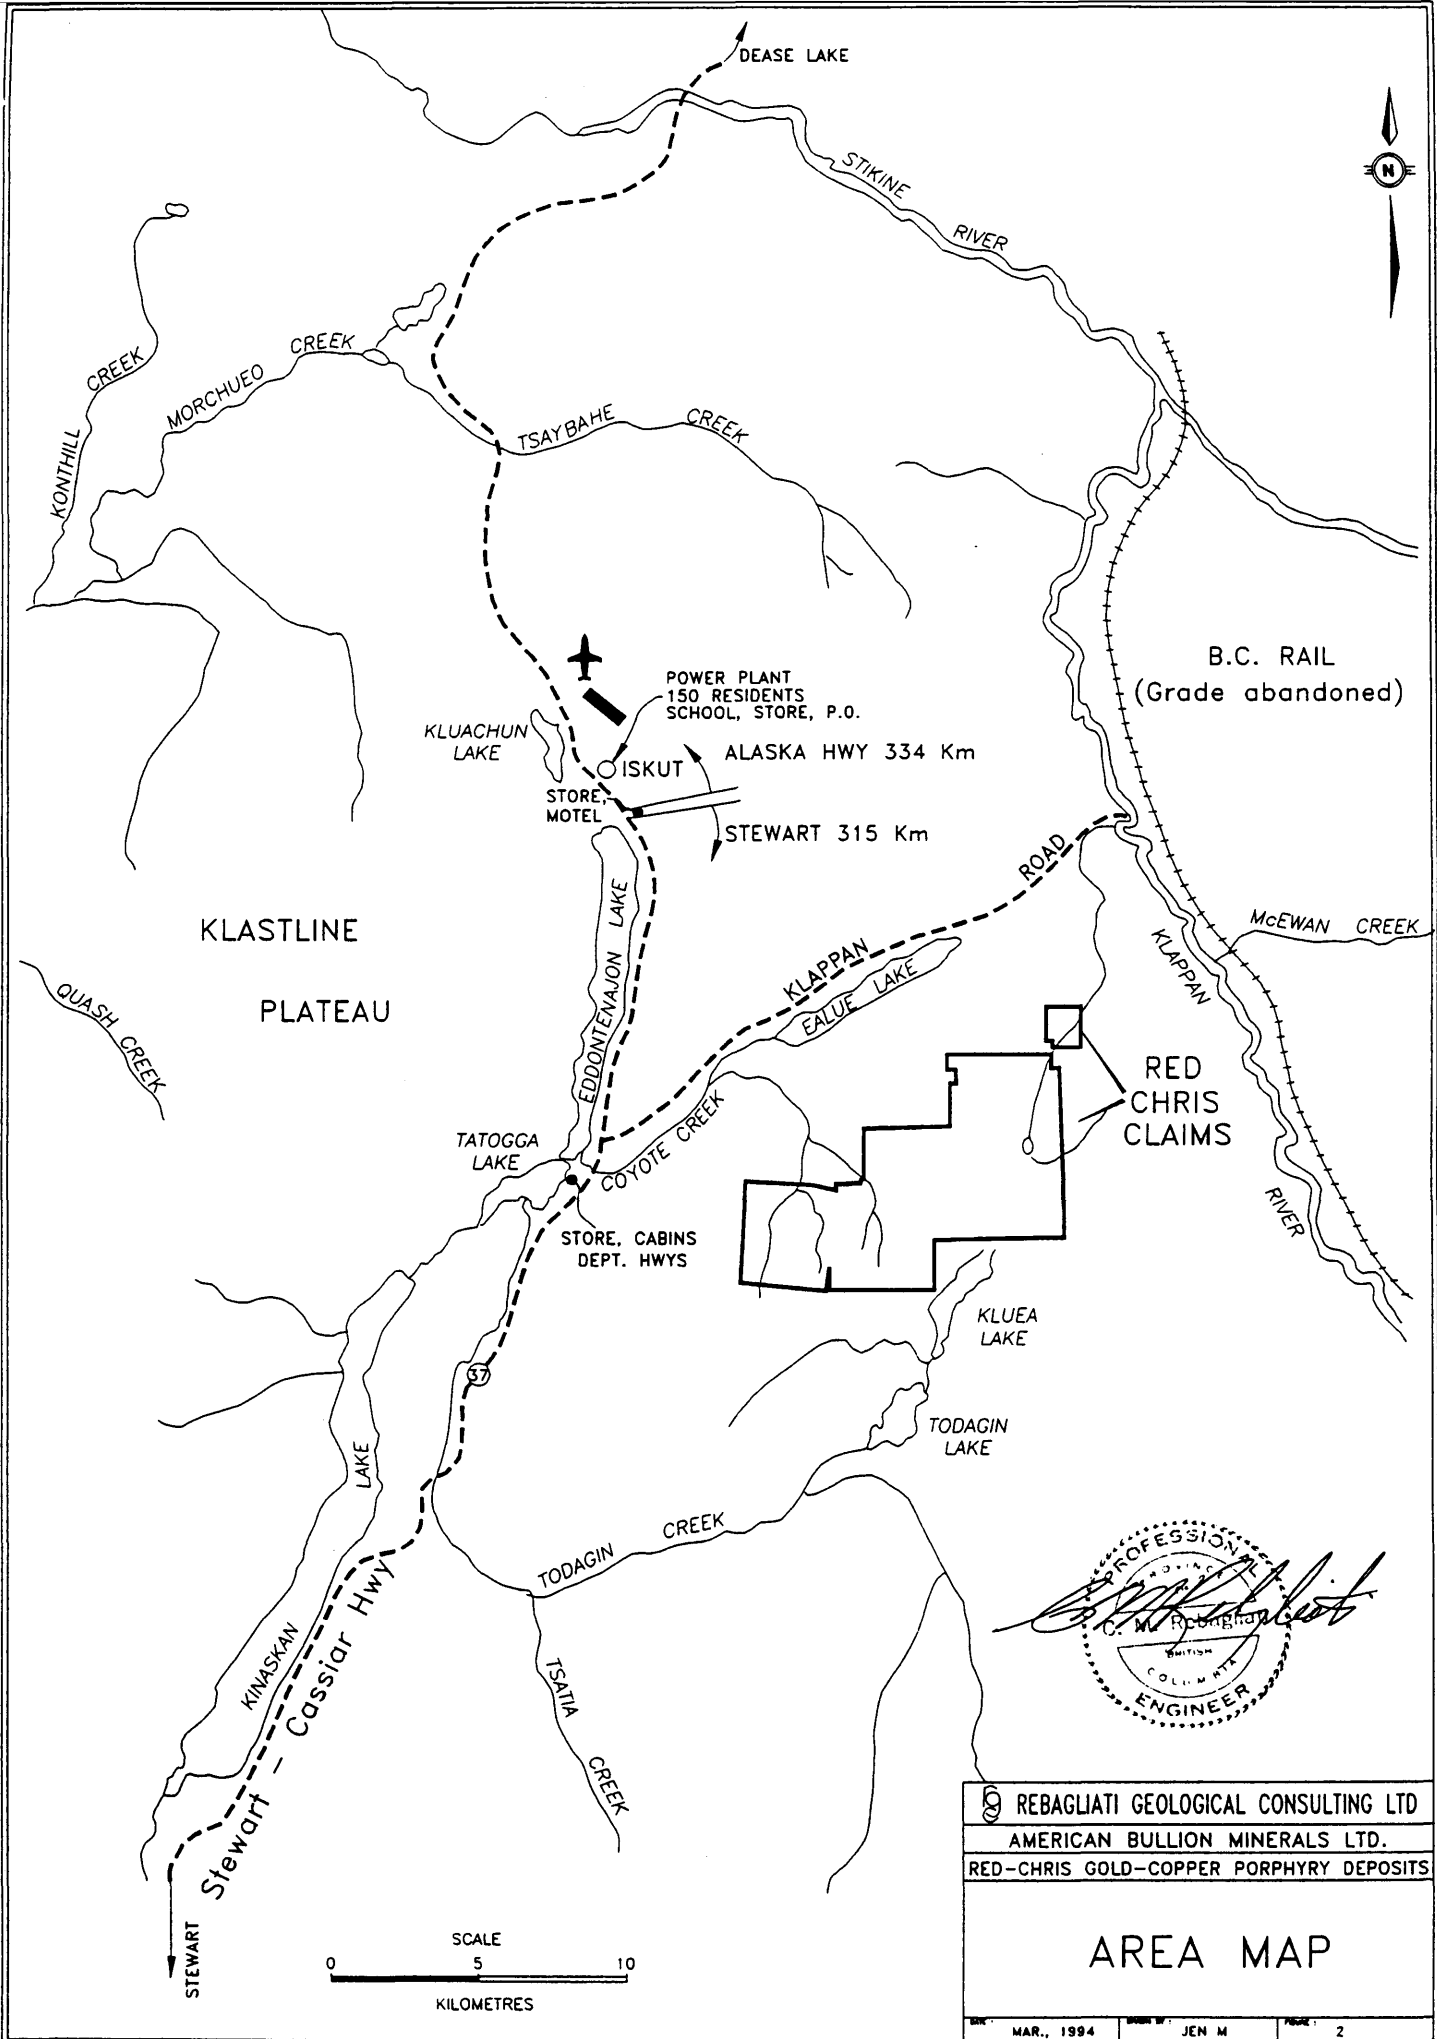 DEASE LAKE
N
STIKINE
RIVER
KONTHILL
CREEK
MORCHUEO
CREEK
TSAYBAHE
CREEK
B.C. RAIL
(Grade abandoned)
POWER PLANT
150 RESIDENTS
SCHOOL, STORE, P.O.
KLUACHUN
LAKE
ISKUT
ALASKA HWY 334 Km
STORE,
MOTEL
STEWART 315 Km
KLAPPAN
ROAD
EDDONTENAJON LAKE
EALUE LAKE
KLASTLINE
PLATEAU
QUASH CREEK
McEWAN CREEK
KLAPPAN
RIVER
RED
CHRIS
CLAIMS
TATOGGA
LAKE
COYOTE CREEK
STORE, CABINS
DEPT. HWYS
KLUEA
LAKE
37
TODAGIN
LAKE
KINASKAN
LAKE
TODAGIN
CREEK
TSATIA
CREEK
Stewart - Cassiar Hwy
STEWART
PROFESSIONAL
PROVINCE
C. M. Rebagliati
BRITISH
COLUMBIA
ENGINEER
SCALE
0 5 10
KILOMETRES
REBAGLIATI GEOLOGICAL CONSULTING LTD
AMERICAN BULLION MINERALS LTD.
RED-CHRIS GOLD-COPPER PORPHYRY DEPOSITS
AREA MAP
MAR., 1994
JEN M
2